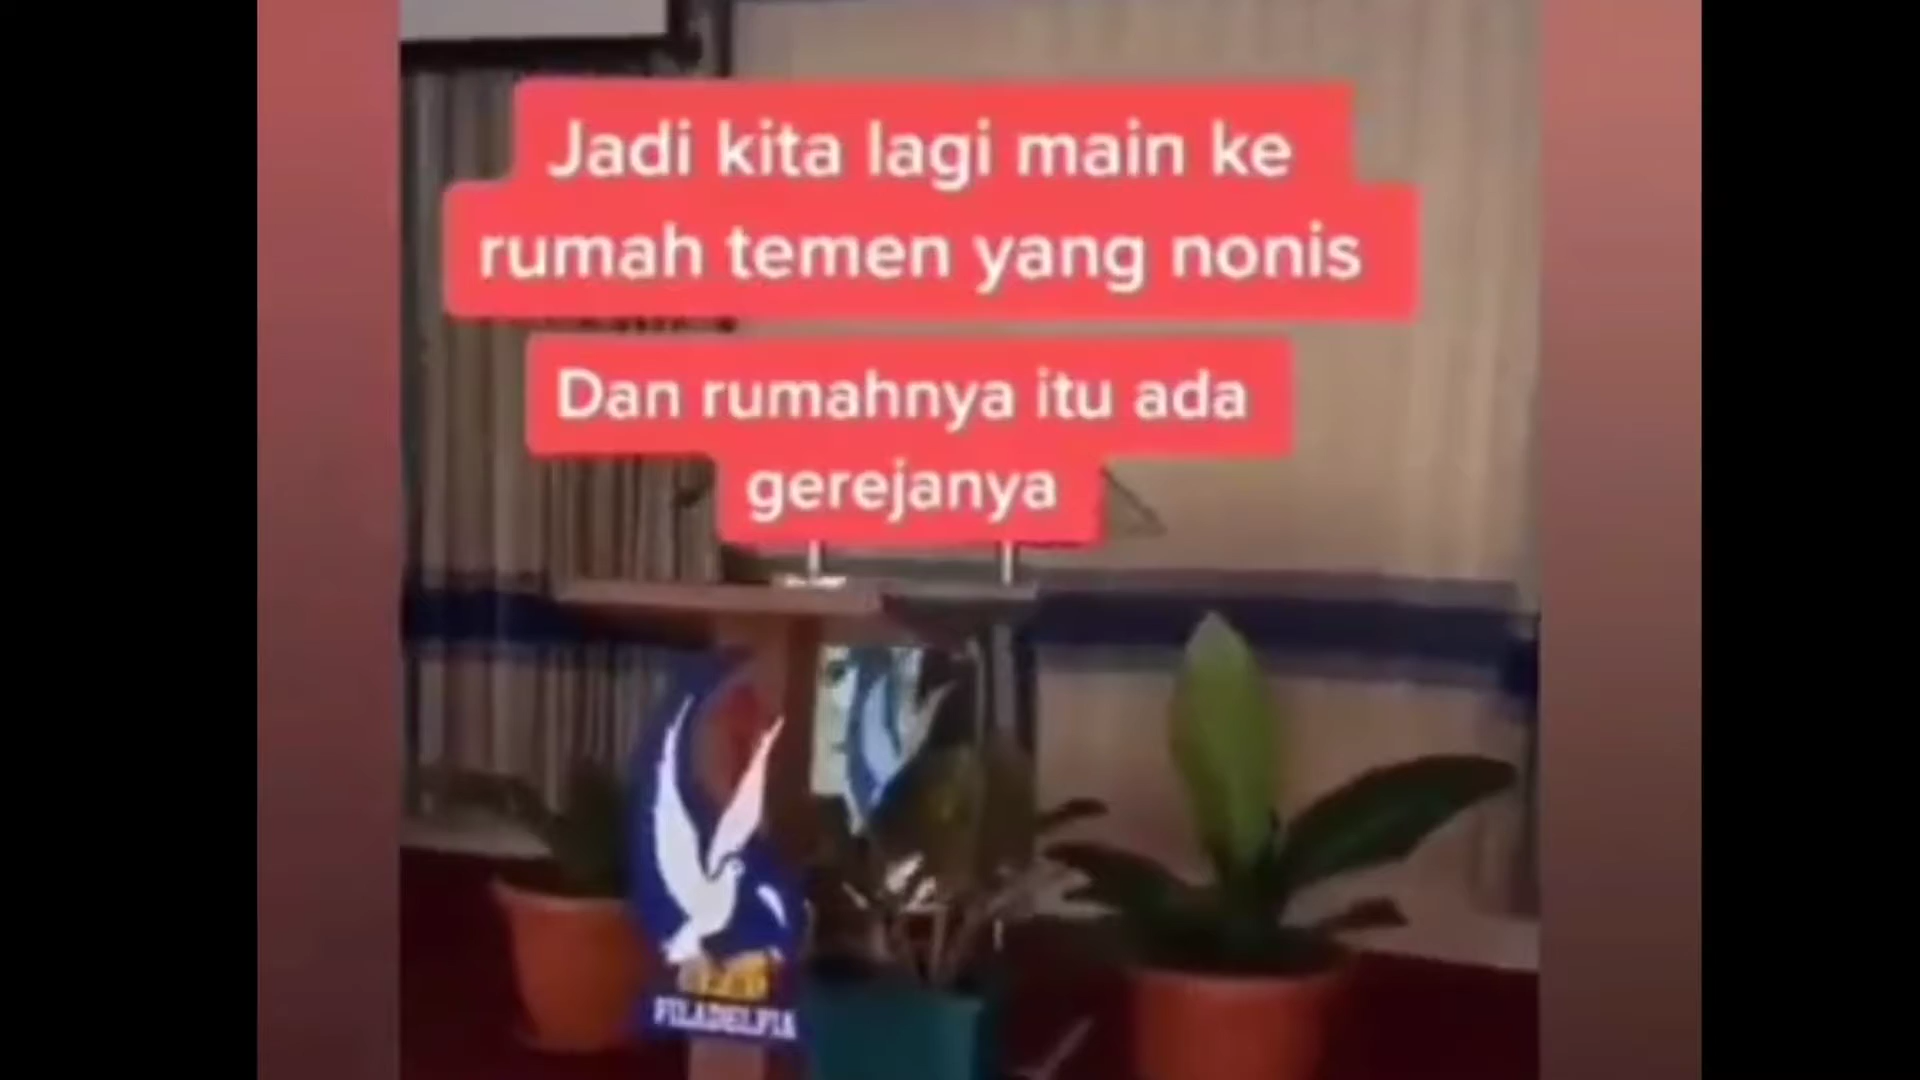 Jadi kita lagi main ke
rumah temen yang nonis
Dan rumahnya itu ada
gerejanya
FILADELFIA